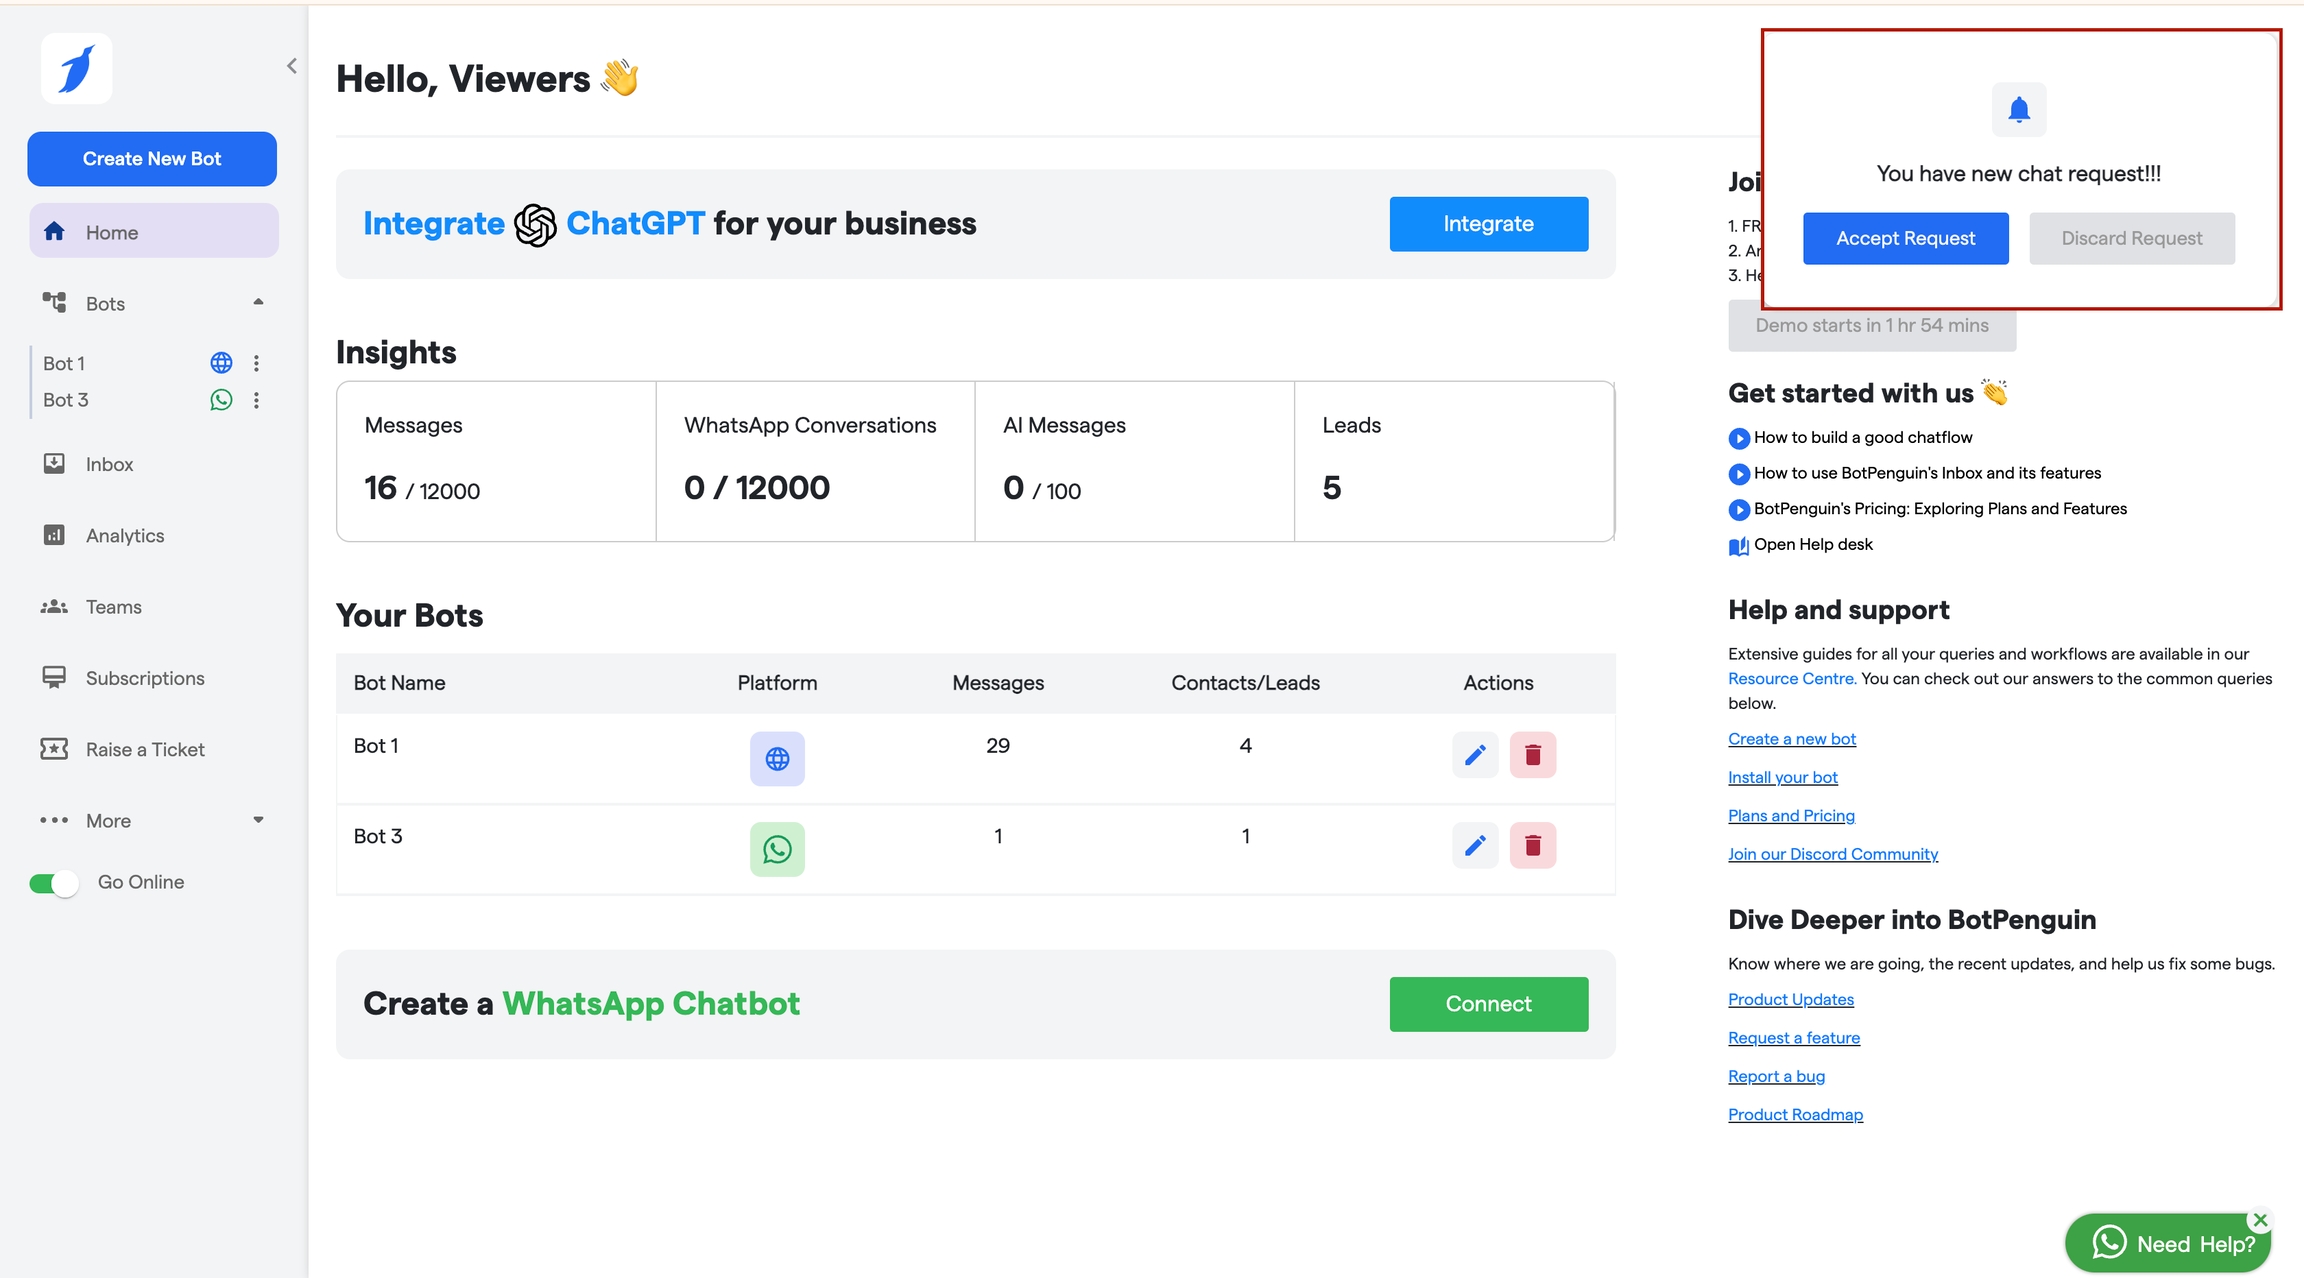 Create New Bot
Home
Bots
Bot 1
Bot 3
Inbox
Analytics
Teams
Subscriptions
Raise a Ticket
More
Go Online
Hello, Viewers 👋
Integrate ChatGPT for your business
Integrate
Insights
Messages
16 / 12000
WhatsApp Conversations
0 / 12000
AI Messages
0 / 100
Leads
5
Your Bots
Bot Name Platform Messages Contacts/Leads Actions
Bot 1 29 4
Bot 3 1 1
Create a WhatsApp Chatbot
Connect
You have new chat request!!!
Accept Request
Discard Request
Joi
1. FR
2. Ar
3. He
Demo starts in 1 hr 54 mins
Get started with us 👏
How to build a good chatflow
How to use BotPenguin's Inbox and its features
BotPenguin's Pricing: Exploring Plans and Features
Open Help desk
Help and support
Extensive guides for all your queries and workflows are available in our
Resource Centre. You can check out our answers to the common queries
below.
Create a new bot
Install your bot
Plans and Pricing
Join our Discord Community
Dive Deeper into BotPenguin
Know where we are going, the recent updates, and help us fix some bugs.
Product Updates
Request a feature
Report a bug
Product Roadmap
Need Help?